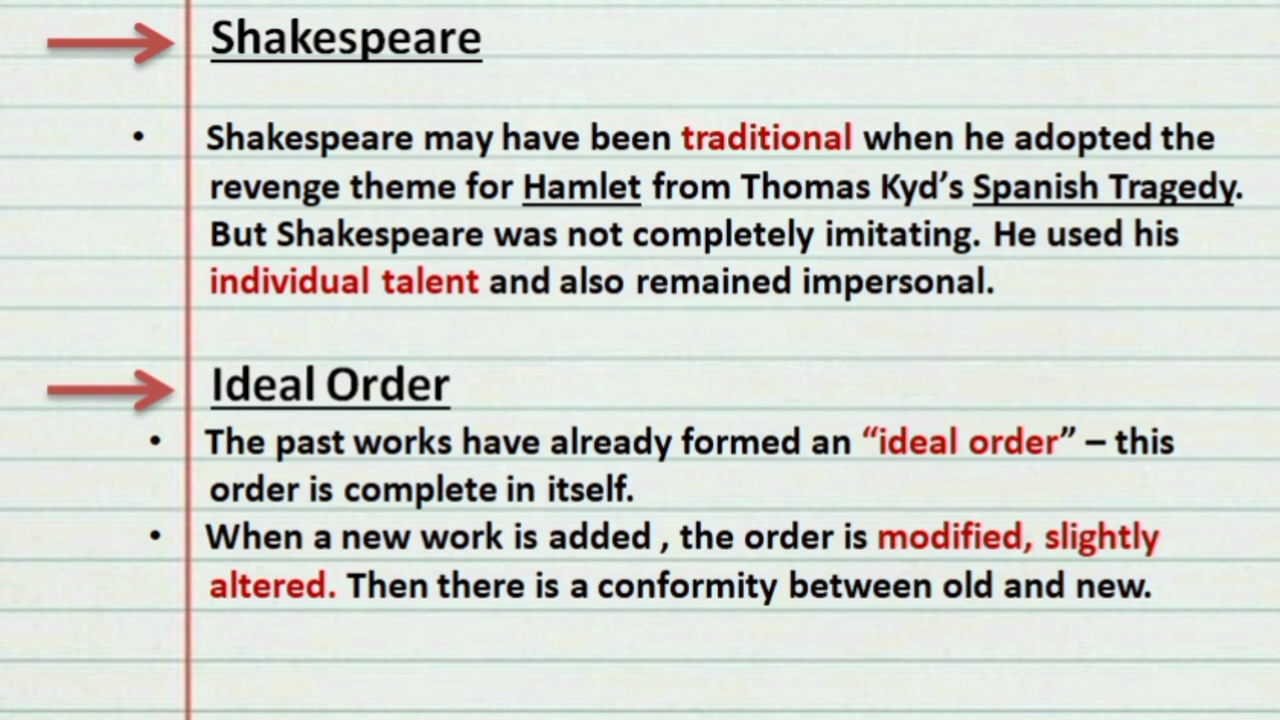 Shakespeare
• Shakespeare may have been traditional when he adopted the
revenge theme for Hamlet from Thomas Kyd’s Spanish Tragedy.
But Shakespeare was not completely imitating. He used his
individual talent and also remained impersonal.
Ideal Order
• The past works have already formed an “ideal order” – this
order is complete in itself.
• When a new work is added , the order is modified, slightly
altered. Then there is a conformity between old and new.